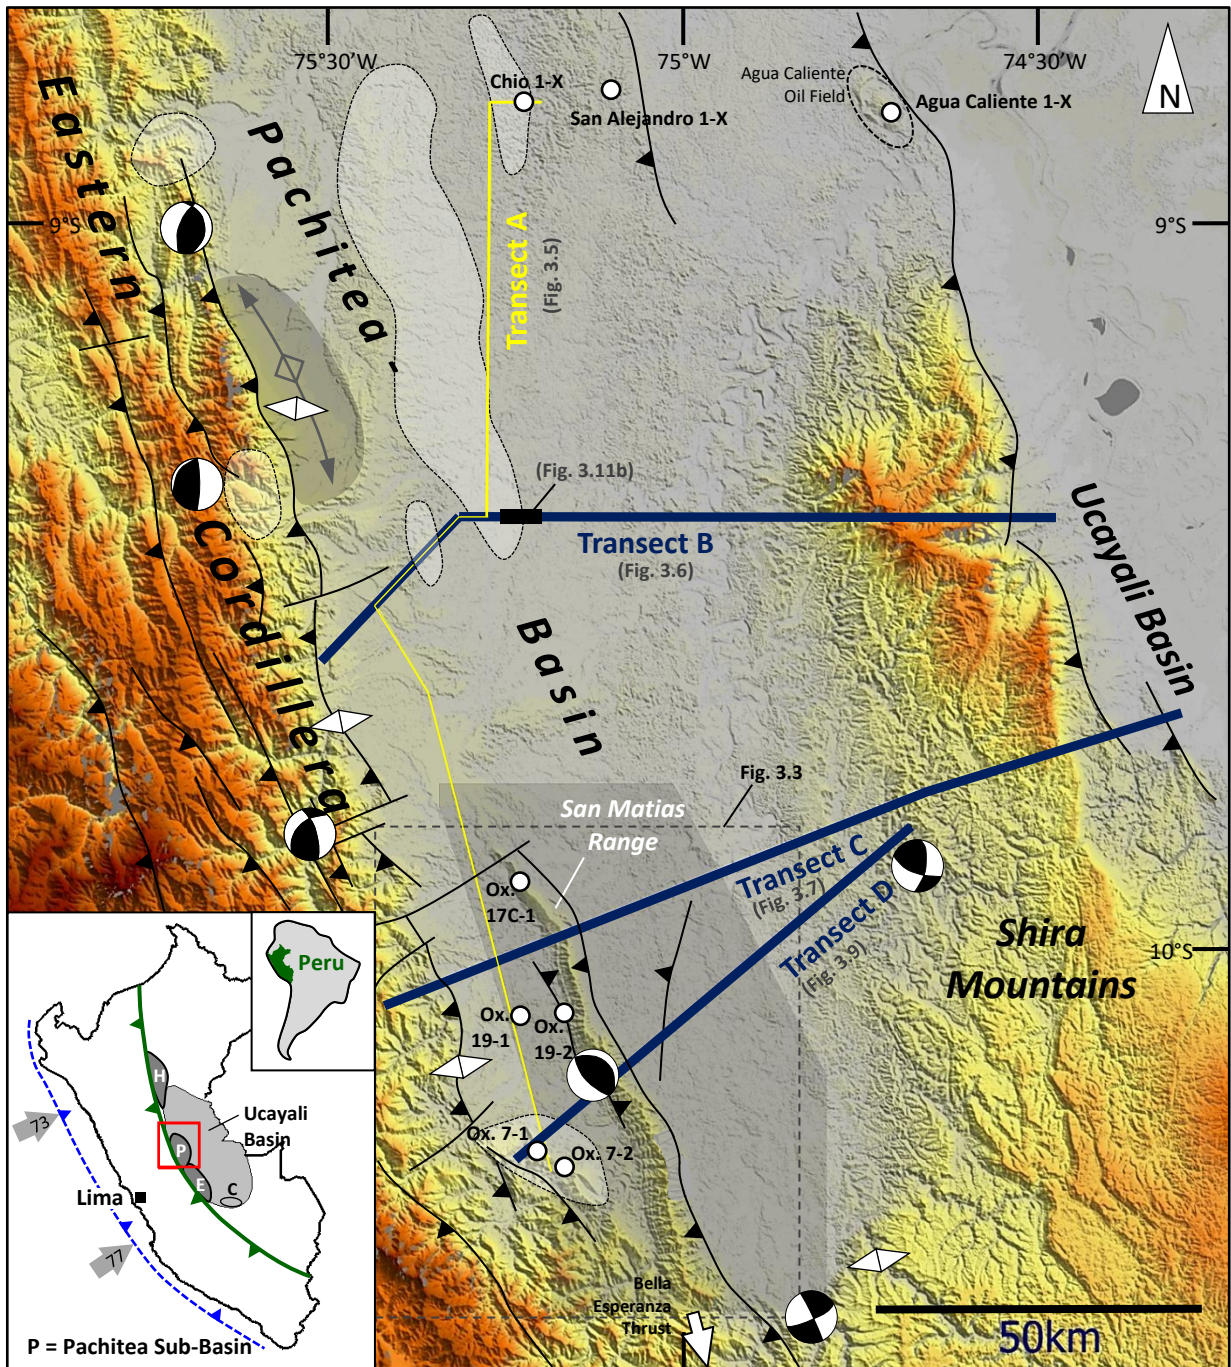 75°30'W
75°W
74°30'W
N
Eastern
Cordillera
Pachitea-
Basin
Chio 1-X
San Alejandro 1-X
Agua Caliente
Oil Field
Agua Caliente 1-X
9°S
9°S
Transect A
(Fig. 3.5)
(Fig. 3.11b)
Transect B
(Fig. 3.6)
Ucayali Basin
Fig. 3.3
San Matias
Range
Ox.
17C-1
Transect C
(Fig. 3.7)
Transect D
(Fig. 3.9)
Shira
Mountains
10°S
Ox.
19-1
Ox.
19-2
Ox. 7-1
Ox. 7-2
Bella
Esperanza
Thrust
50km
Peru
H
Ucayali
Basin
P
E
C
Lima
73
77
P = Pachitea Sub-Basin